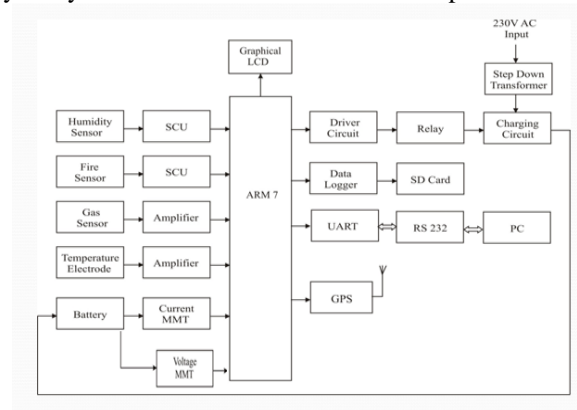 230V AC
Input
Graphical
LCD
Step Down
Transformer
Humidity
Sensor
SCU
Driver
Circuit
Relay
Charging
Circuit
Fire
Sensor
SCU
ARM 7
Data
Logger
SD Card
Gas
Sensor
Amplifier
UART
RS 232
PC
Temperature
Electrode
Amplifier
GPS
Battery
Current
MMT
Voltage
MMT